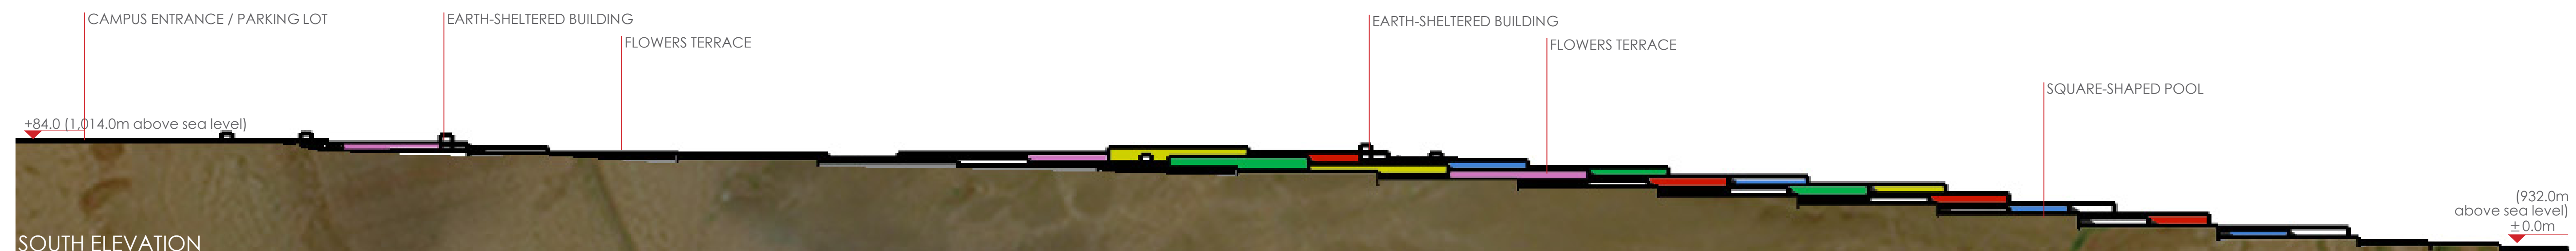 CAMPUS ENTRANCE / PARKING LOT
EARTH-SHELTERED BUILDING
FLOWERS TERRACE
EARTH-SHELTERED BUILDING
FLOWERS TERRACE
SQUARE-SHAPED POOL
+84.0 (1,014.0m above sea level)
(932.0m
above sea level)
±0.0m
SOUTH ELEVATION